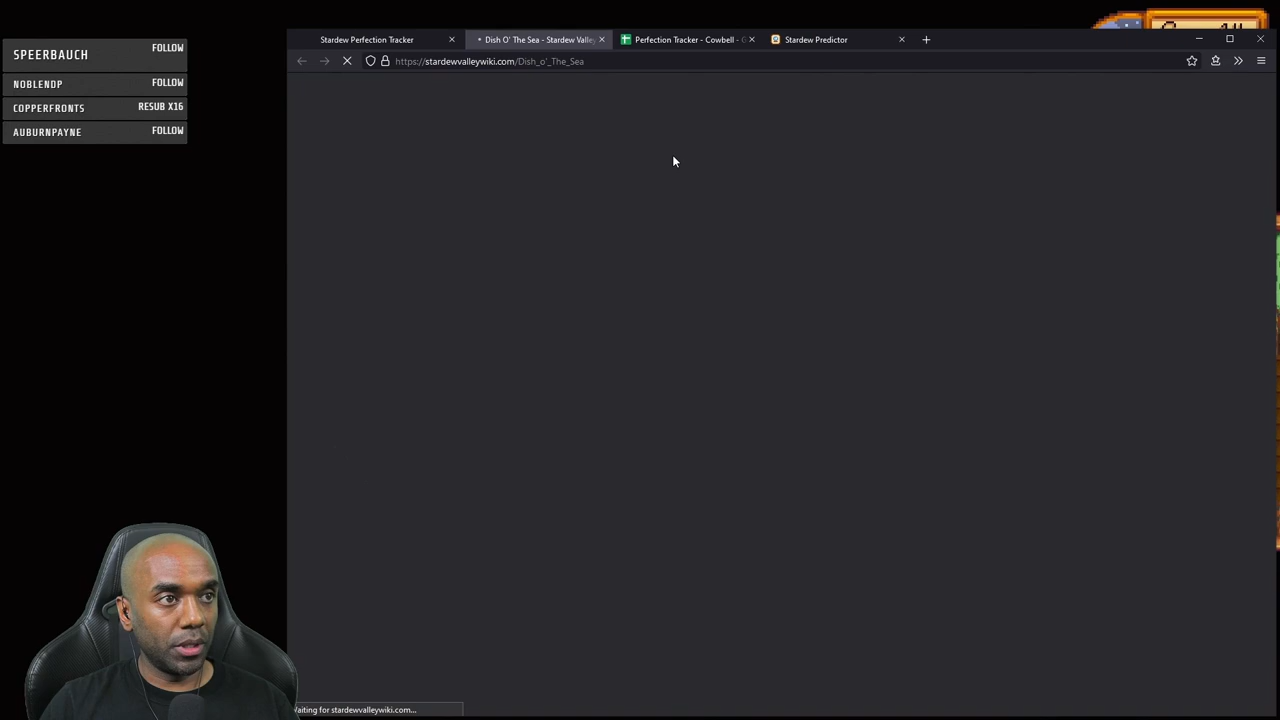 SPEERBAUCH FOLLOW
NOBLENDP FOLLOW
COPPERFRONTS RESUB X16
AUBURNPAYNE FOLLOW
Stardew Perfection Tracker
Dish O' The Sea - Stardew Valley
Perfection Tracker - Cowbell - G
Stardew Predictor
https://stardewvalleywiki.com/Dish_o'_The_Sea
Waiting for stardewvalleywiki.com...